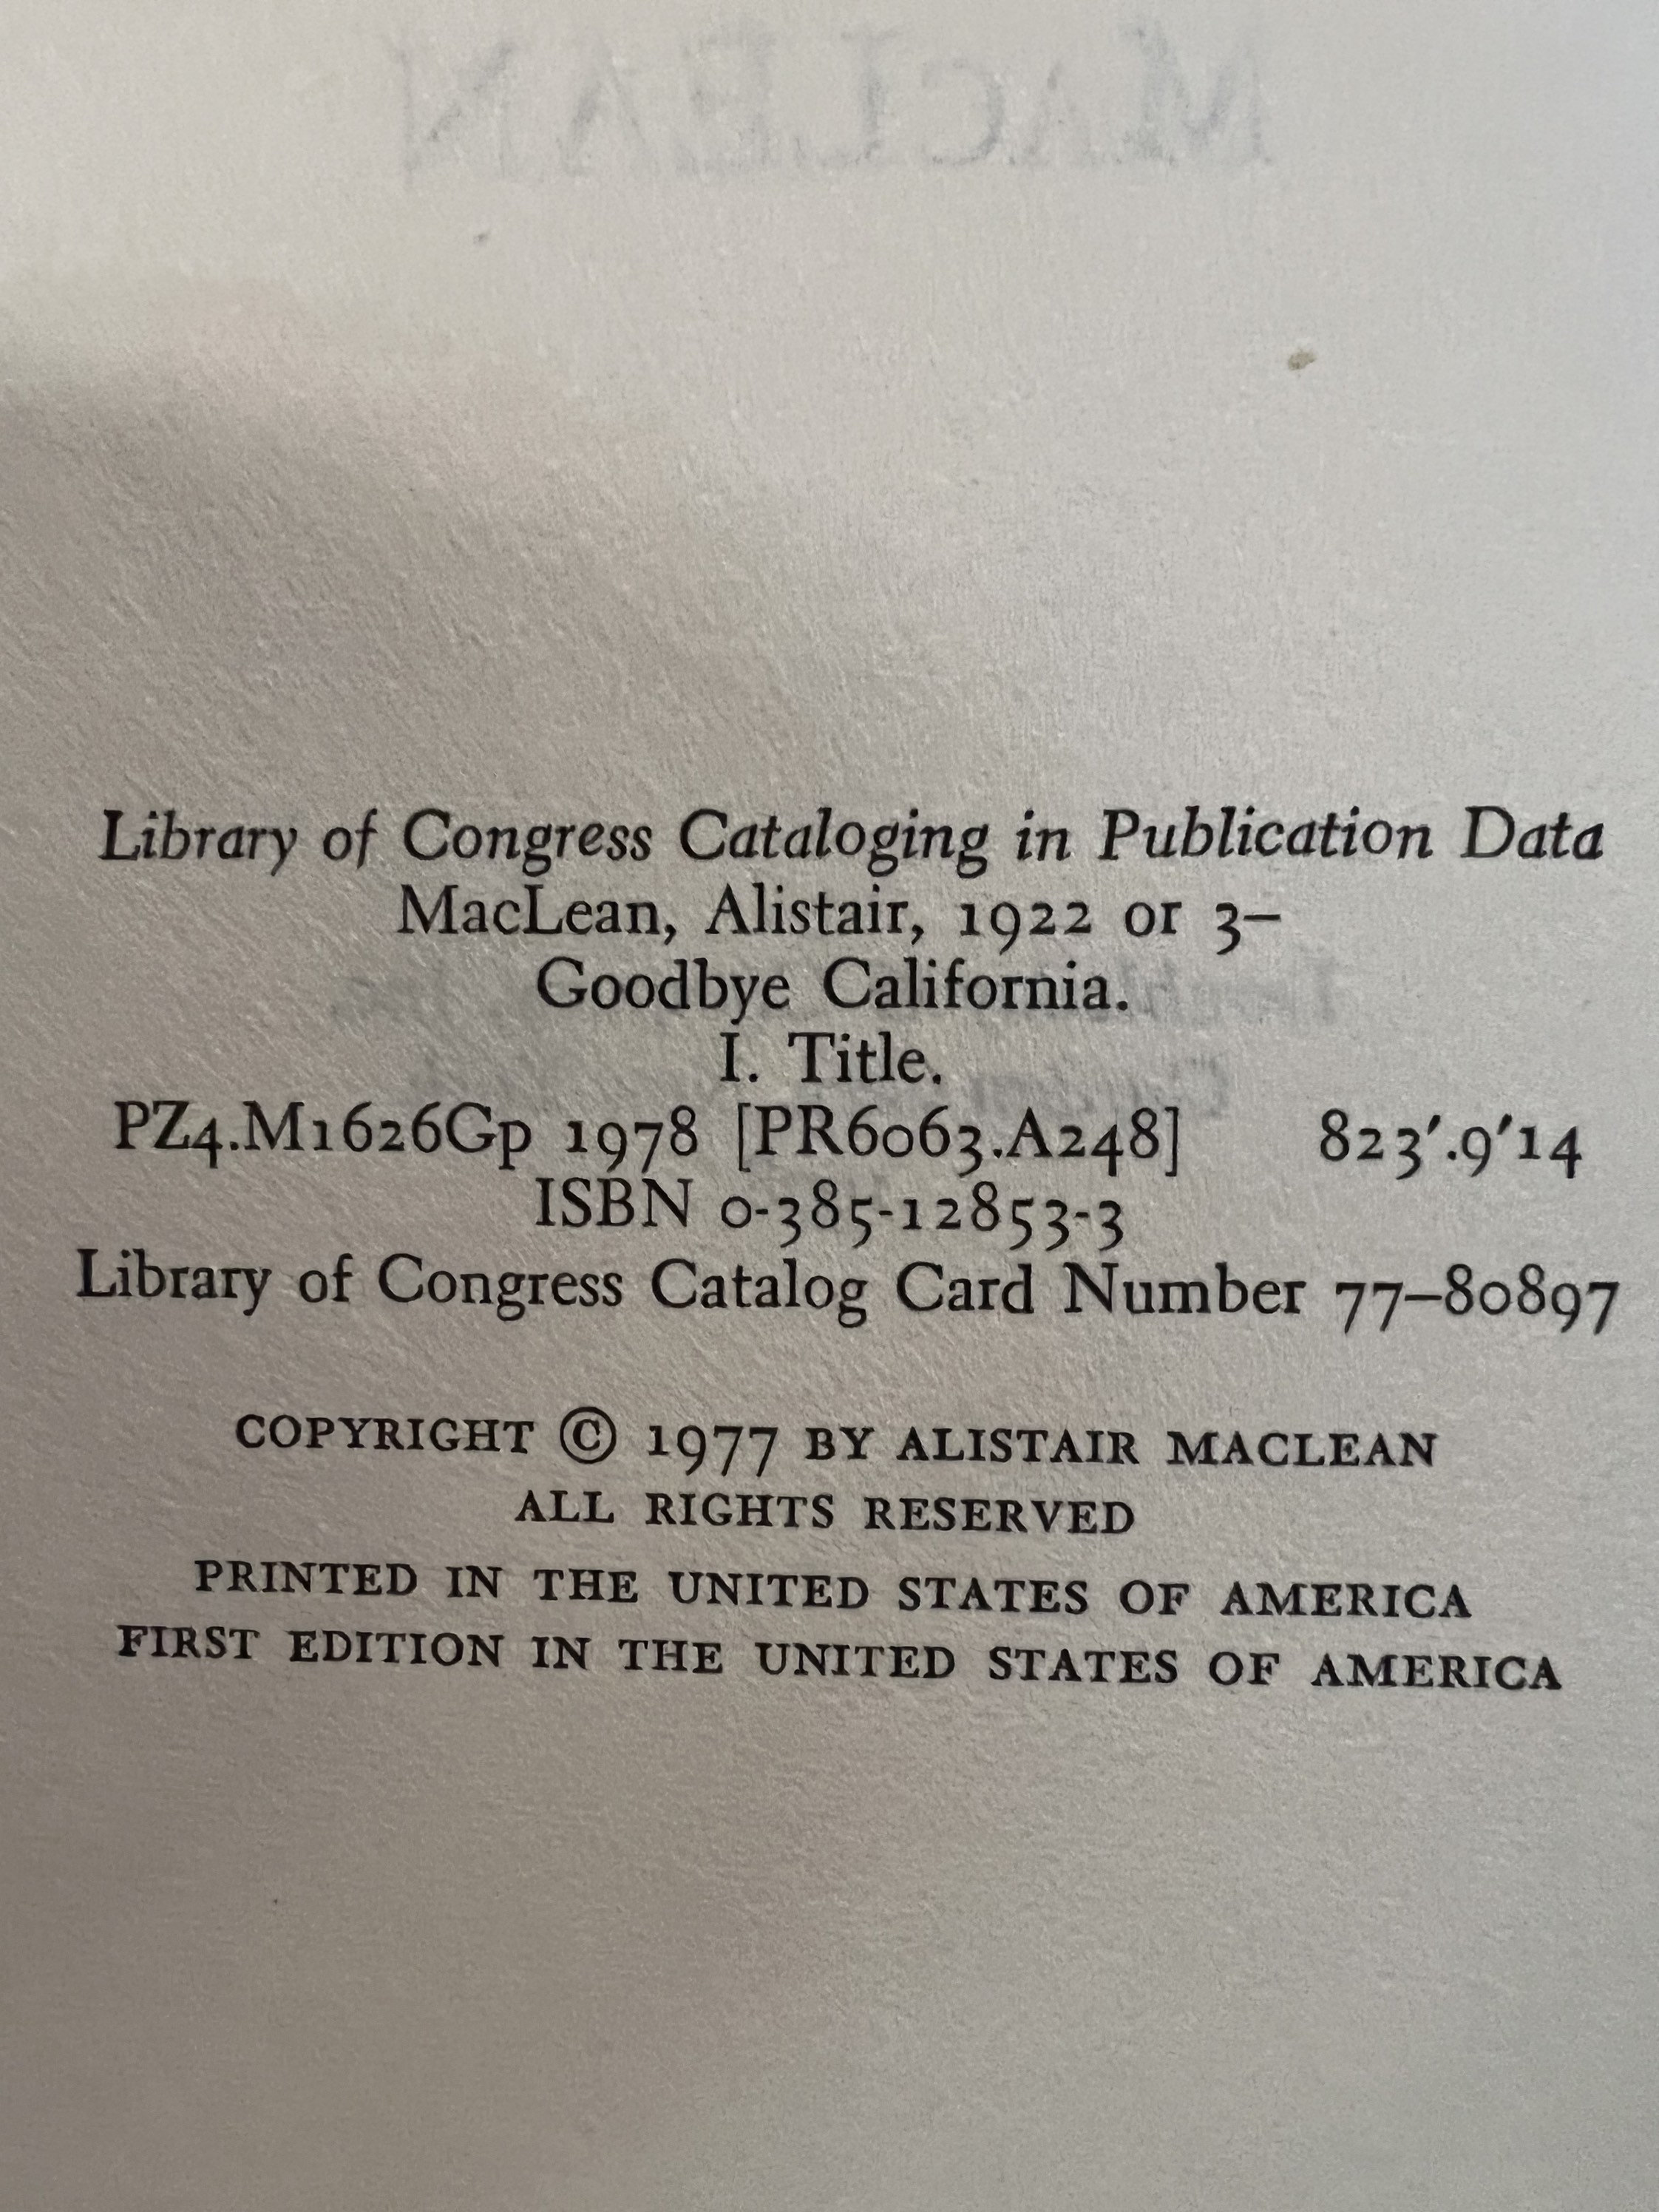 MACLEAN
Library of Congress Cataloging in Publication Data
MacLean, Alistair, 1922 or 3–
Goodbye California.
I. Title.
PZ4.M1626Gp 1978 [PR6063.A248] 823′.9′14
ISBN 0-385-12853-3
Library of Congress Catalog Card Number 77–80897
COPYRIGHT © 1977 BY ALISTAIR MACLEAN
ALL RIGHTS RESERVED
PRINTED IN THE UNITED STATES OF AMERICA
FIRST EDITION IN THE UNITED STATES OF AMERICA